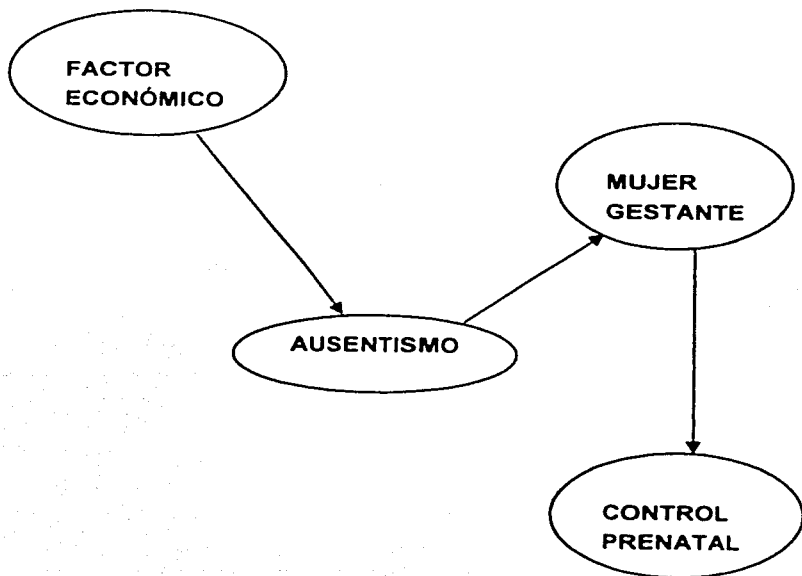 FACTOR
ECONÓMICO
MUJER
GESTANTE
AUSENTISMO
CONTROL
PRENATAL